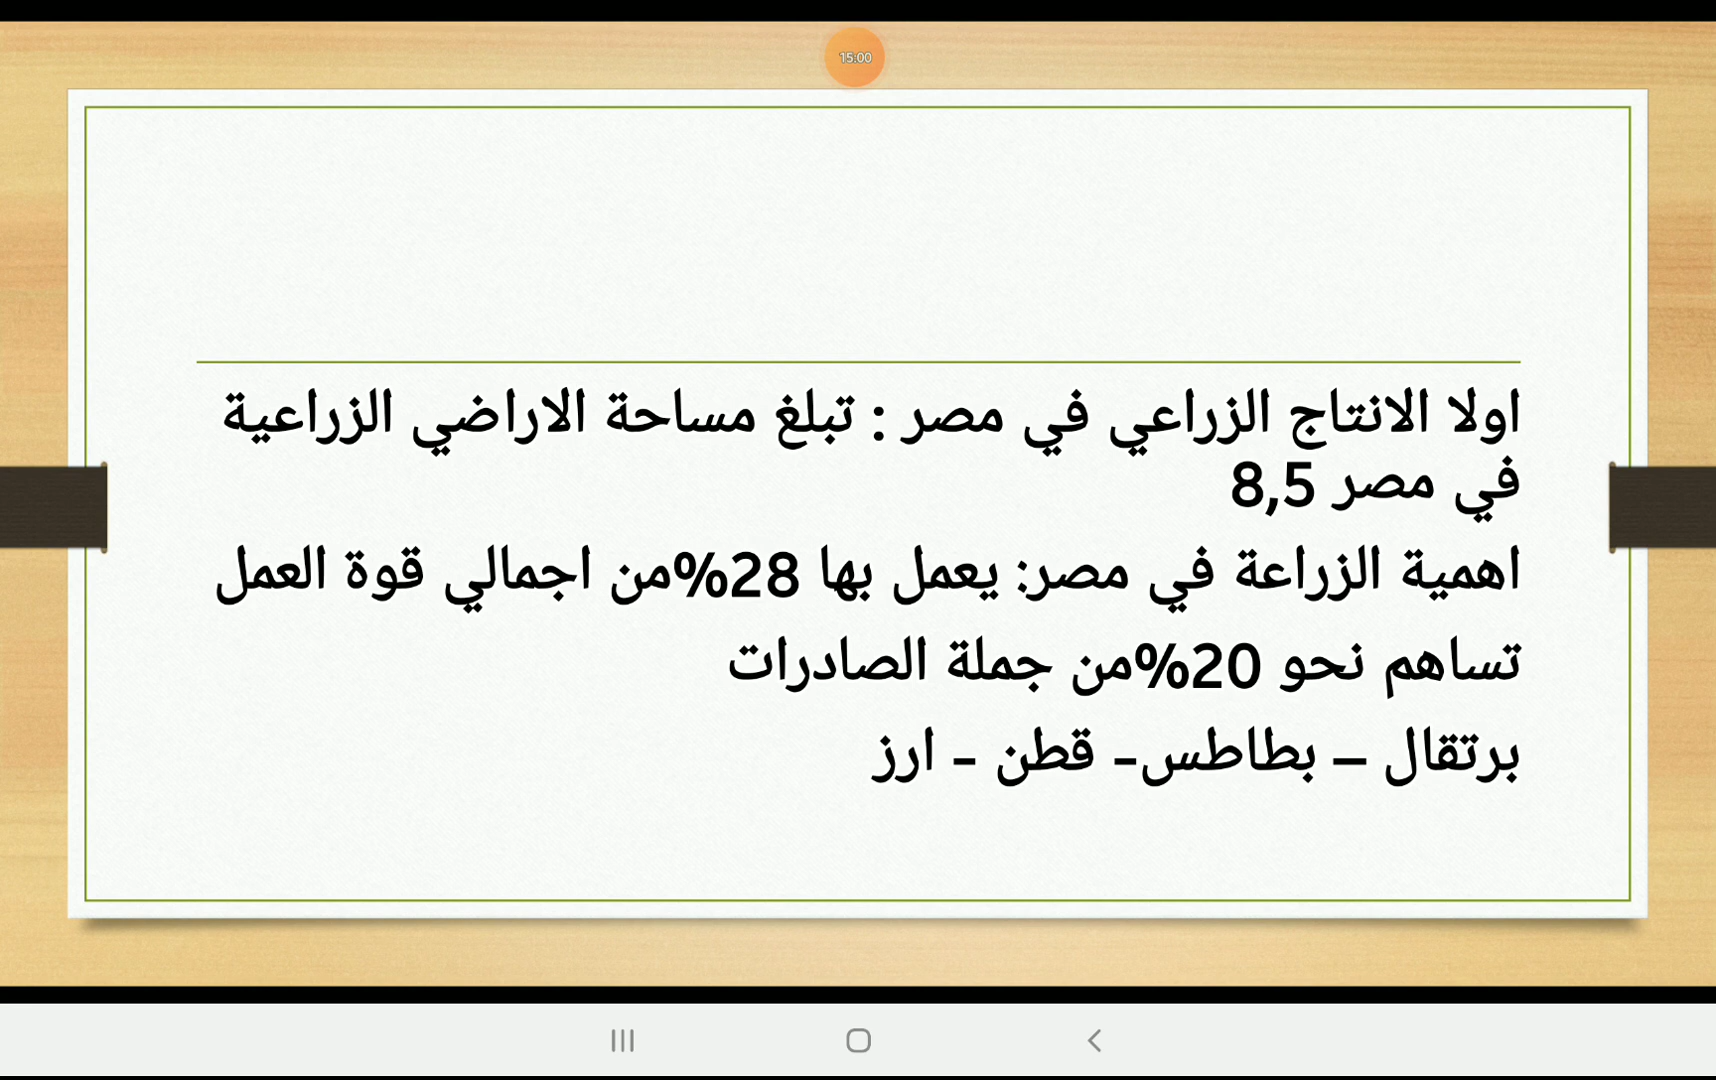 15:00
اولا الانتاج الزراعي في مصر : تبلغ مساحة الاراضي الزراعية
في مصر 8,5
اهمية الزراعة في مصر: يعمل بها 28%من اجمالي قوة العمل
تساهم نحو 20%من جملة الصادرات
برتقال – بطاطس- قطن - ارز